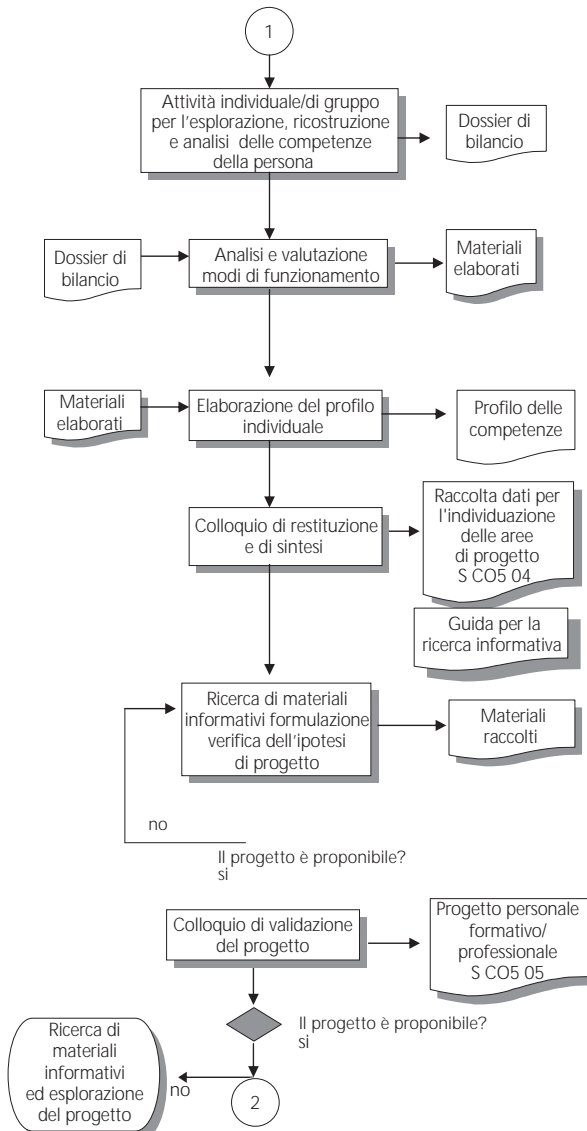 1
Attività individuale/di gruppo
per l'esplorazione, ricostruzione
e analisi delle competenze
della persona
Dossier di
bilancio
Dossier di
bilancio
Analisi e valutazione
modi di funzionamento
Materiali
elaborati
Materiali
elaborati
Elaborazione del profilo
individuale
Profilo delle
competenze
Colloquio di restituzione
e di sintesi
Raccolta dati per
l'individuazione
delle aree
di progetto
S CO5 04
Guida per la
ricerca informativa
Ricerca di materiali
informativi formulazione
verifica dell'ipotesi
di progetto
Materiali
raccolti
no
Il progetto è proponibile?
si
Colloquio di validazione
del progetto
Progetto personale
formativo/
professionale
S CO5 05
Il progetto è proponibile?
si
Ricerca di
materiali
informativi
ed esplorazione
del progetto
no
2